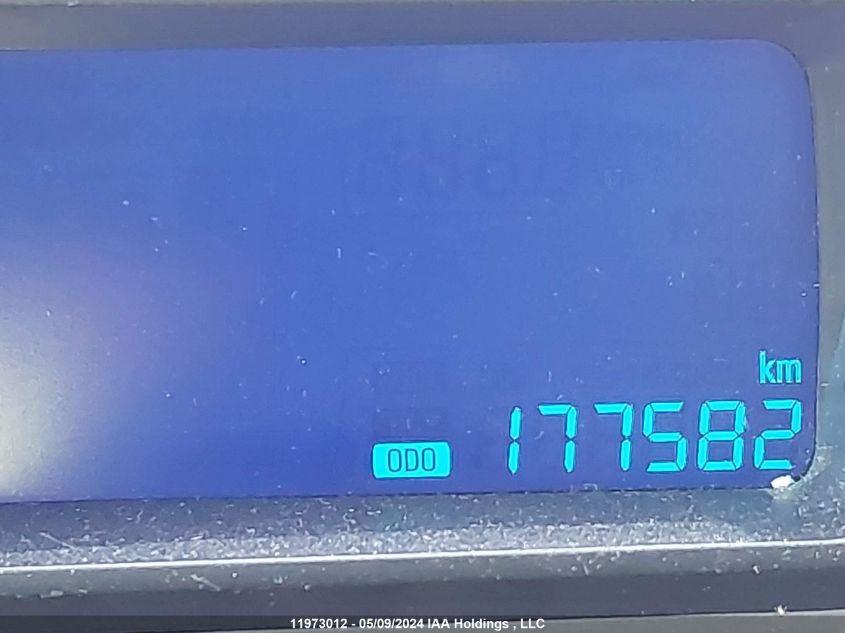 km
ODO 177582
11973012 - 05/09/2024 IAA Holdings , LLC